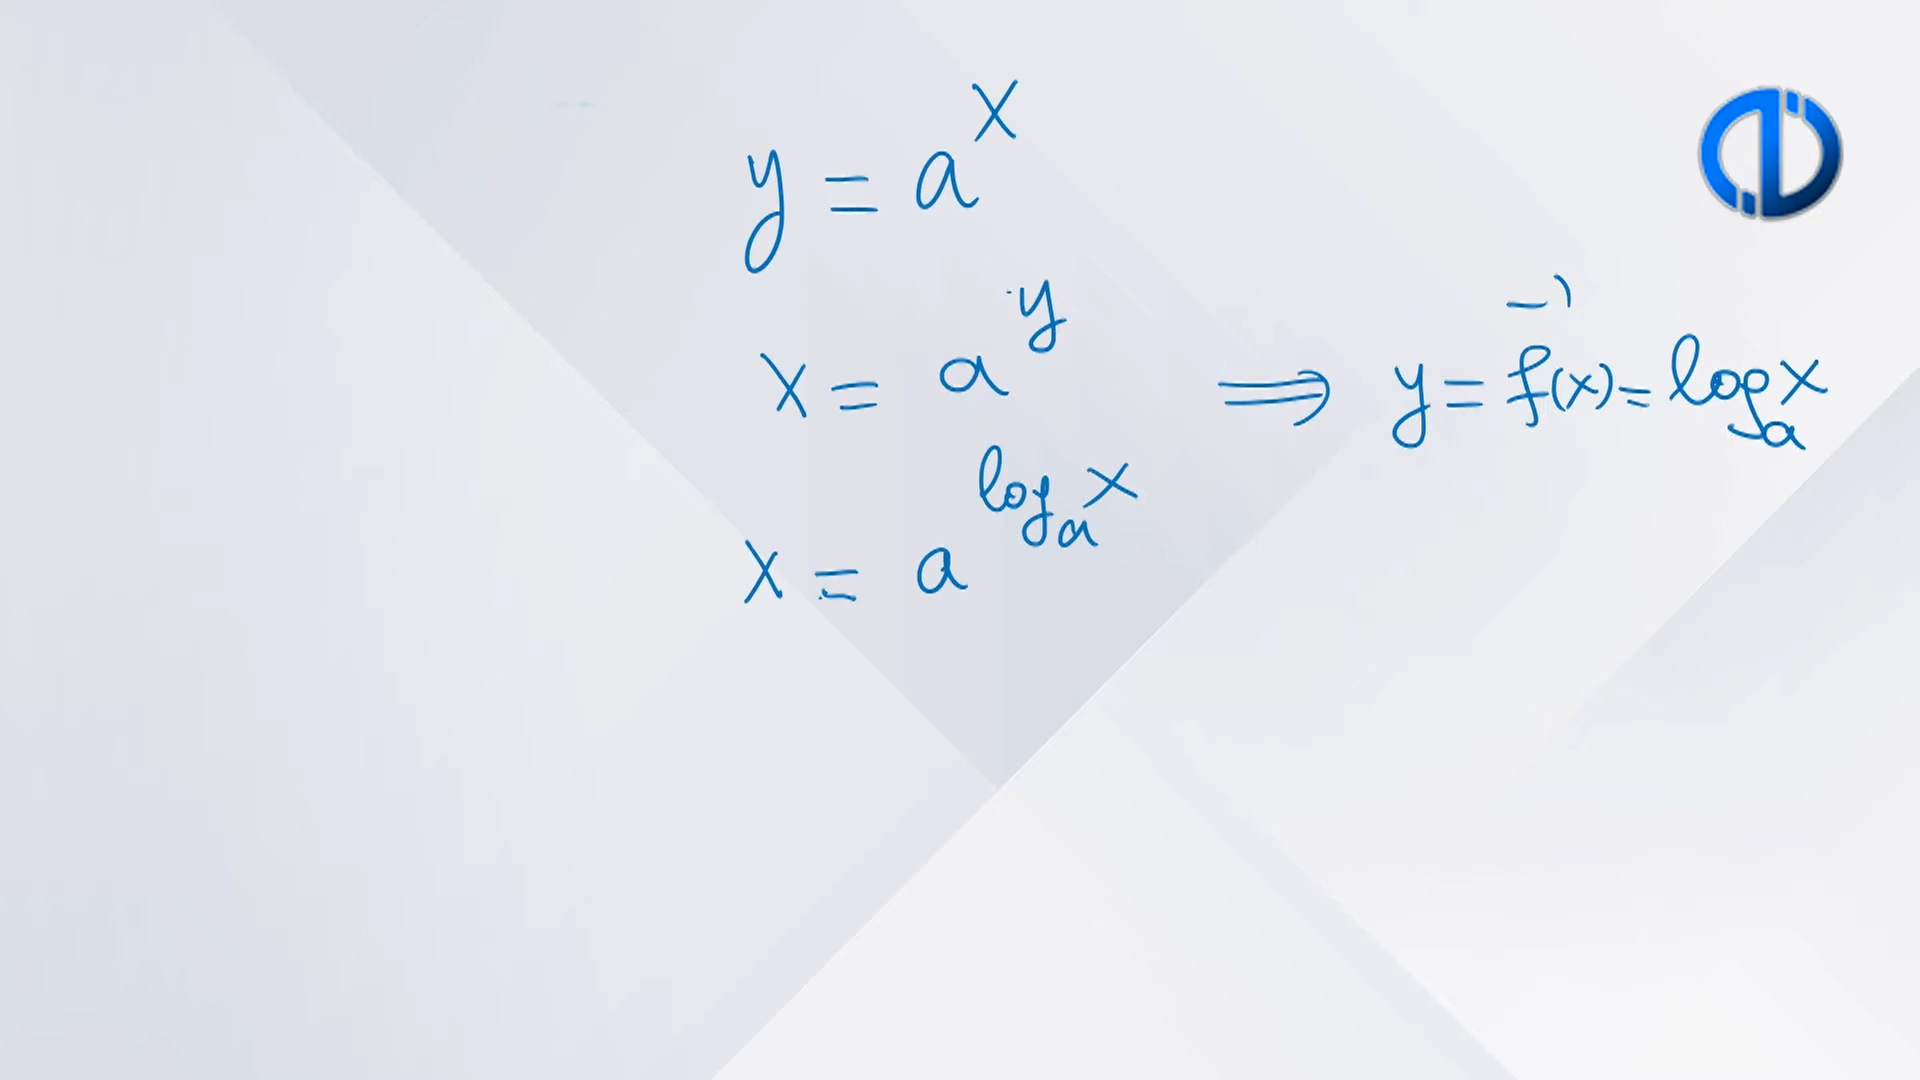 y = a^x
x = a^y ⟹ y = f^{-1}(x) = log_a x
x = a^{log_a x}